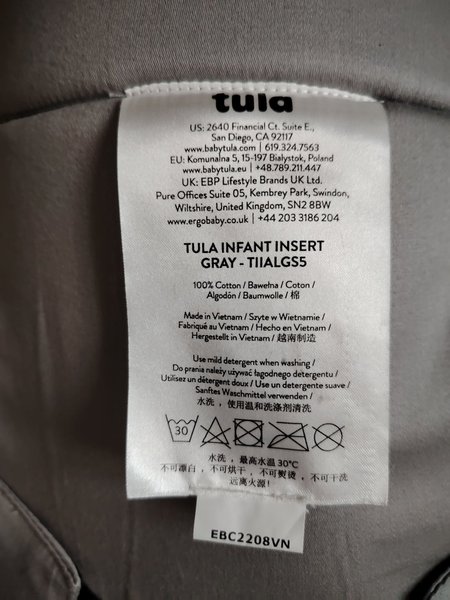 tula
US: 2640 Financial Ct. Suite E.,
San Diego, CA 92117
www.babytula.com | 619.324.7563
EU: Komunalna 5, 15-197 Bialystok, Poland
www.babytula.eu | +48.789.211.447
UK: EBP Lifestyle Brands UK Ltd.
Pure Offices Suite 05, Kembrey Park, Swindon,
Wiltshire, United Kingdom, SN2 8BW
www.ergobaby.co.uk | +44 203 3186 204
TULA INFANT INSERT
GRAY - TIIALGS5
100% Cotton / Bawełna / Coton /
Algodón / Baumwolle / 棉
Made in Vietnam / Szyte w Wietnamie /
Fabriqué au Vietnam / Hecho en Vietnam /
Hergestellt in Vietnam / 越南制造
Use mild detergent when washing /
Do prania należy używać łagodnego detergentu /
Utilisez un détergent doux / Use un detergente suave /
Sanftes Waschmittel verwenden /
水洗，使用温和洗涤剂清洗
30
水洗，最高水温30°C
不可漂白，不可烘干，不可熨烫，不可干洗
远离火源！
EBC2208VN